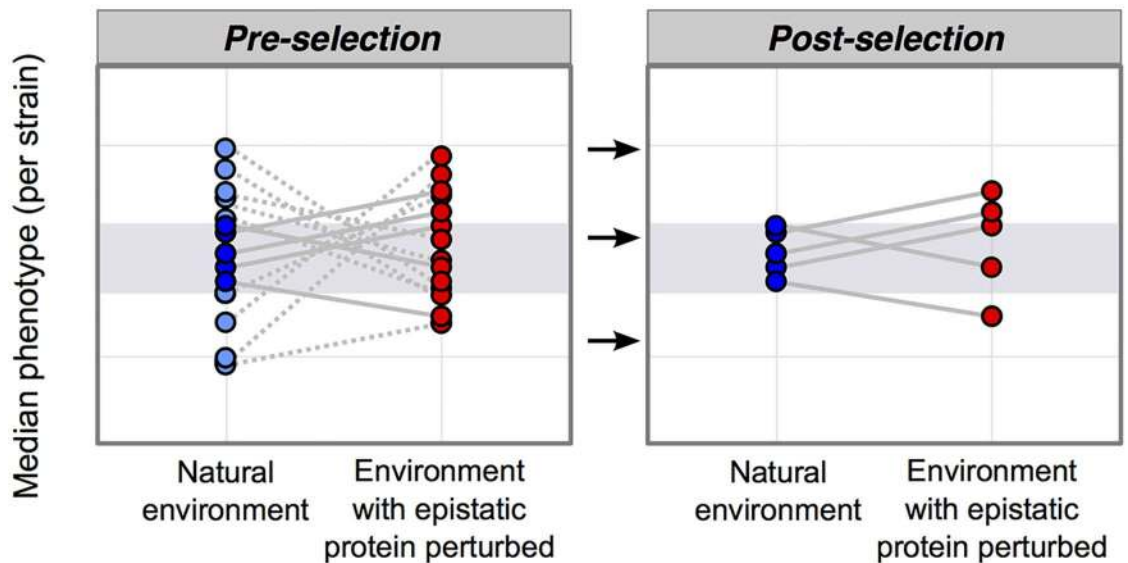 Pre-selection
Post-selection
Median phenotype (per strain)
Natural
environment
Environment
with epistatic
protein perturbed
Natural
environment
Environment
with epistatic
protein perturbed